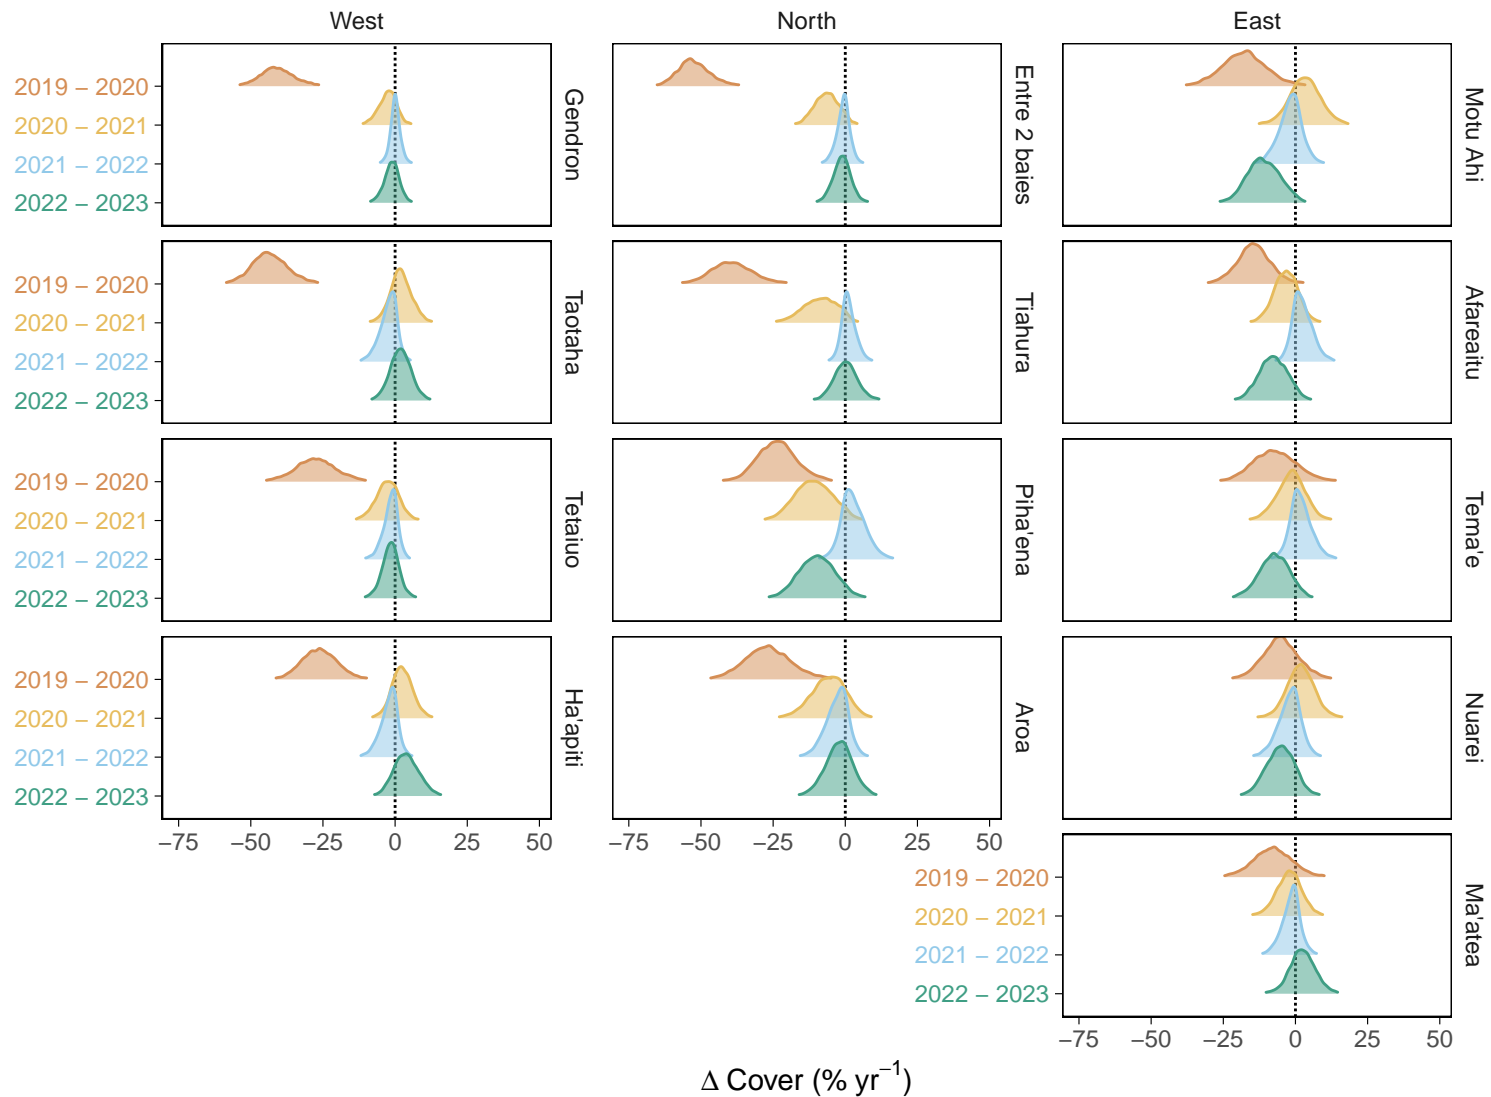 West North East
2019 – 2020
2020 – 2021
2021 – 2022
2022 – 2023
Gendron
Entre 2 baies
Motu Ahi
2019 – 2020
2020 – 2021
2021 – 2022
2022 – 2023
Taotaha
Tiahura
Afareaitu
2019 – 2020
2020 – 2021
2021 – 2022
2022 – 2023
Tetaiuo
Piha'ena
Tema'e
2019 – 2020
2020 – 2021
2021 – 2022
2022 – 2023
Ha'apiti
Aroa
Nuarei
−75 −50 −25 0 25 50
−75 −50 −25 0 25 50
2019 – 2020
2020 – 2021
2021 – 2022
2022 – 2023
Ma'atea
−75 −50 −25 0 25 50
Δ Cover (% yr⁻¹)